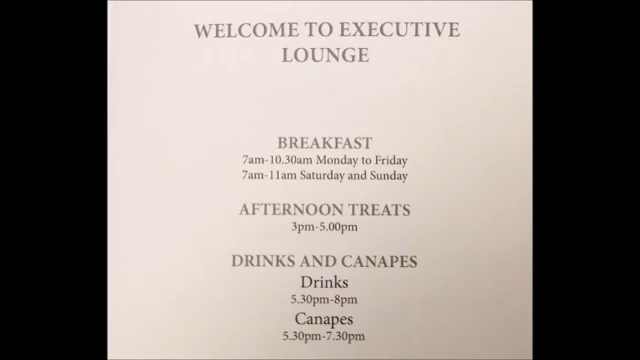 WELCOME TO EXECUTIVE
LOUNGE
BREAKFAST
7am-10.30am Monday to Friday
7am-11am Saturday and Sunday
AFTERNOON TREATS
3pm-5.00pm
DRINKS AND CANAPES
Drinks
5.30pm-8pm
Canapes
5.30pm-7.30pm